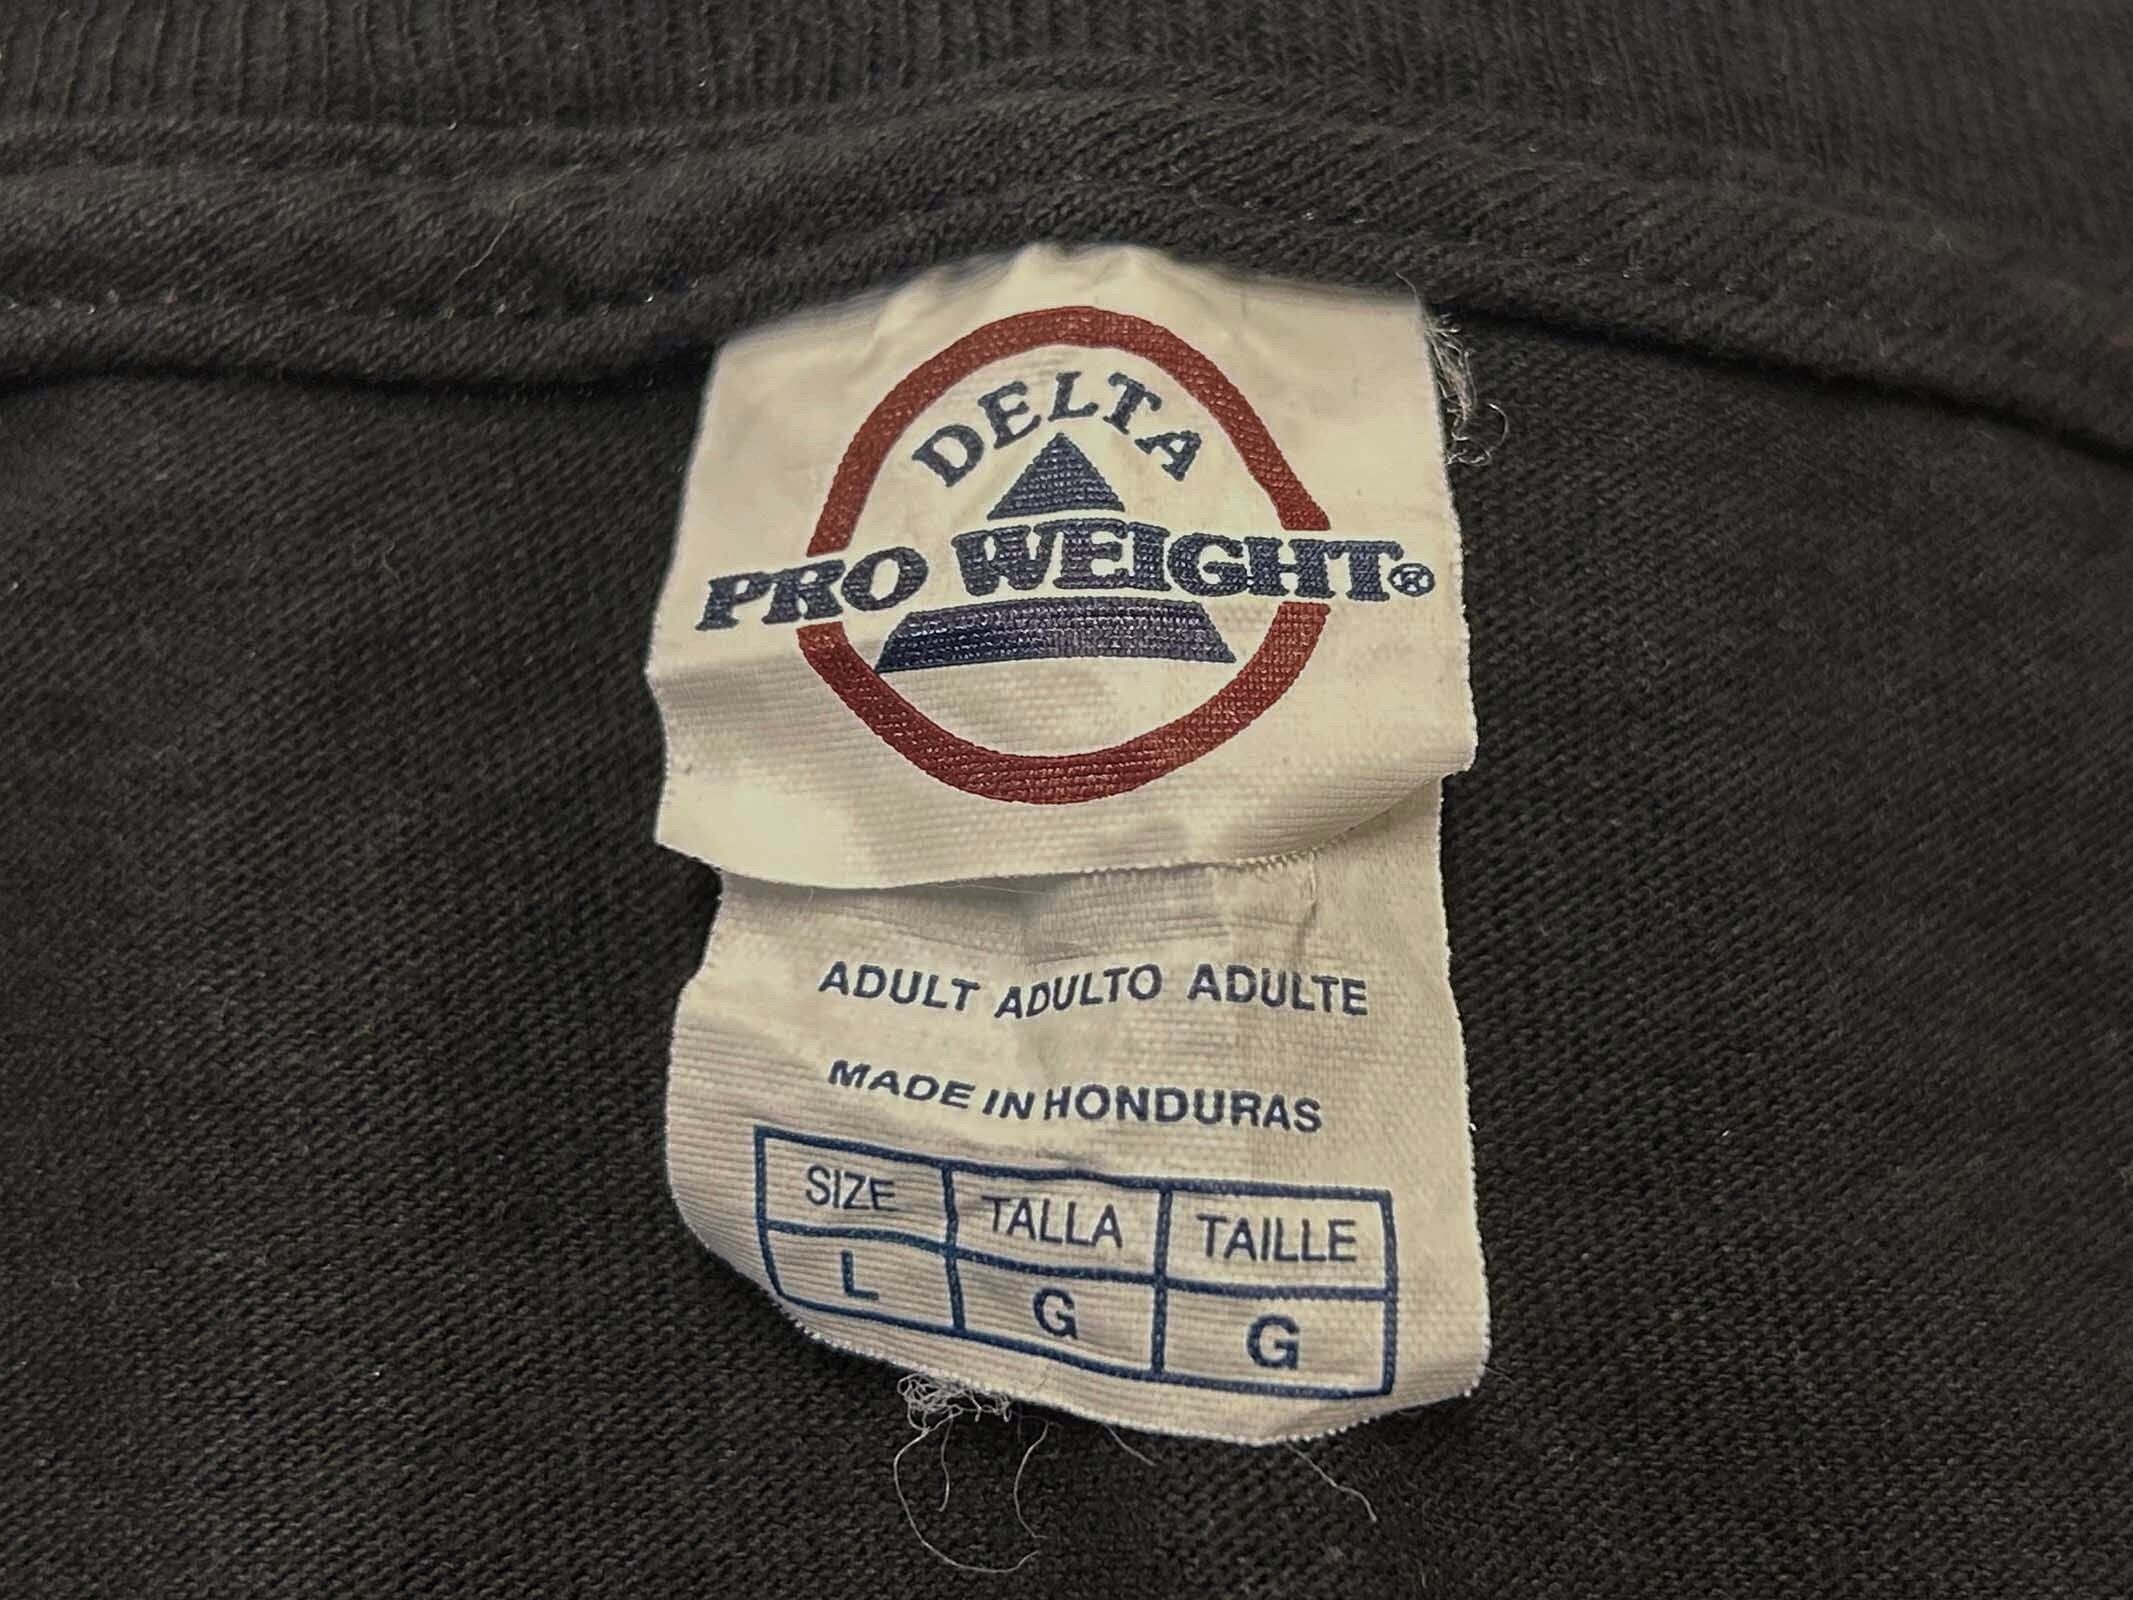 DELTA
PRO WEIGHT®
ADULT ADULTO ADULTE
MADE IN HONDURAS
SIZE TALLA TAILLE
L G G